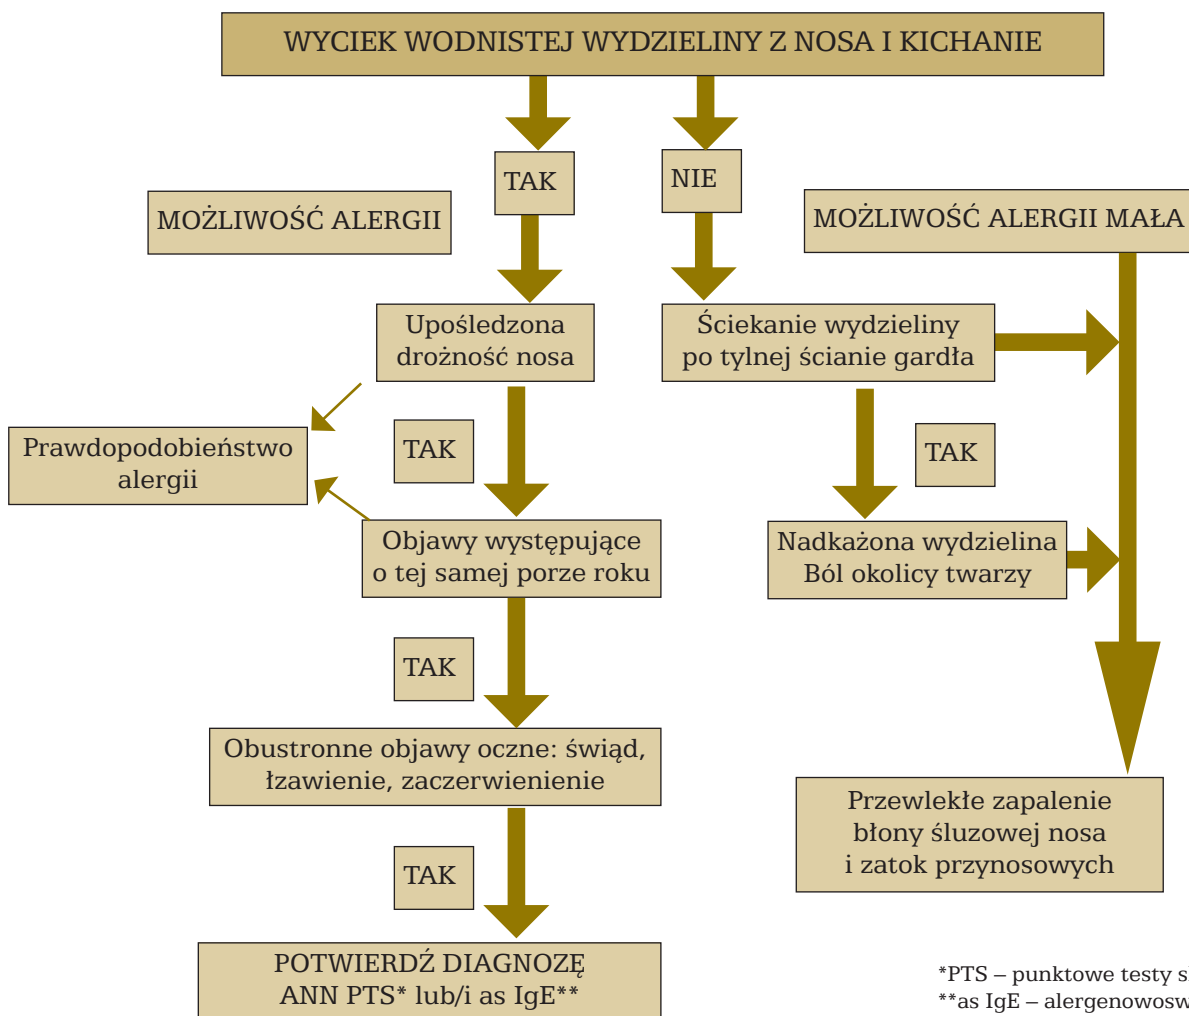 WYCIEK WODNISTEJ WYDZIELINY Z NOSA I KICHANIE
TAK
NIE
MOŻLIWOŚĆ ALERGII
MOŻLIWOŚĆ ALERGII MAŁA
Upośledzona
drożność nosa
Ściekanie wydzieliny
po tylnej ścianie gardła
Prawdopodobieństwo
alergii
TAK
TAK
Objawy występujące
o tej samej porze roku
Nadkażona wydzielina
Ból okolicy twarzy
TAK
Obustronne objawy oczne: świąd,
łzawienie, zaczerwienienie
Przewlekłe zapalenie
błony śluzowej nosa
i zatok przynosowych
TAK
POTWIERDŹ DIAGNOZĘ
ANN PTS* lub/i as IgE**
*PTS – punktowe testy
**as IgE –